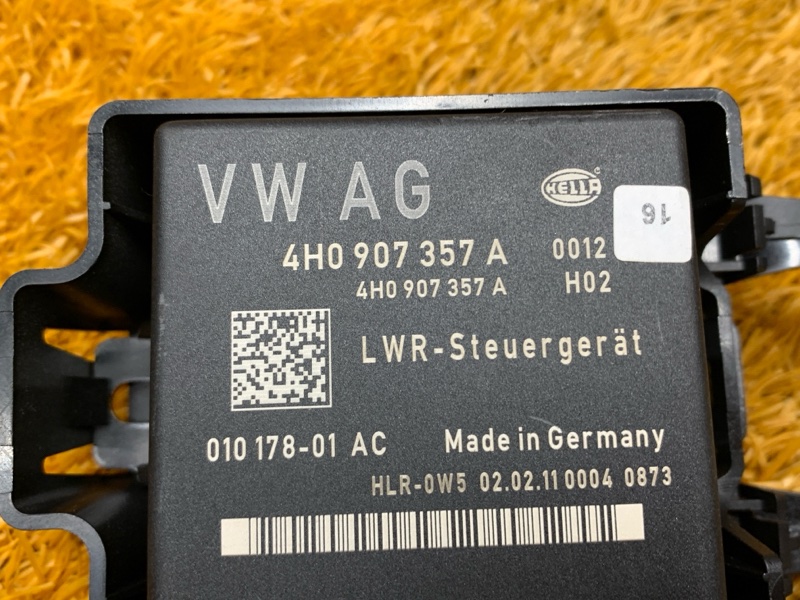 VW AG
HELLA
16
4H0 907 357 A 0012
4H0 907 357 A H02
LWR-Steuergerät
010 178-01 AC Made in Germany
HLR-0W5 02.02.11 0004 0873